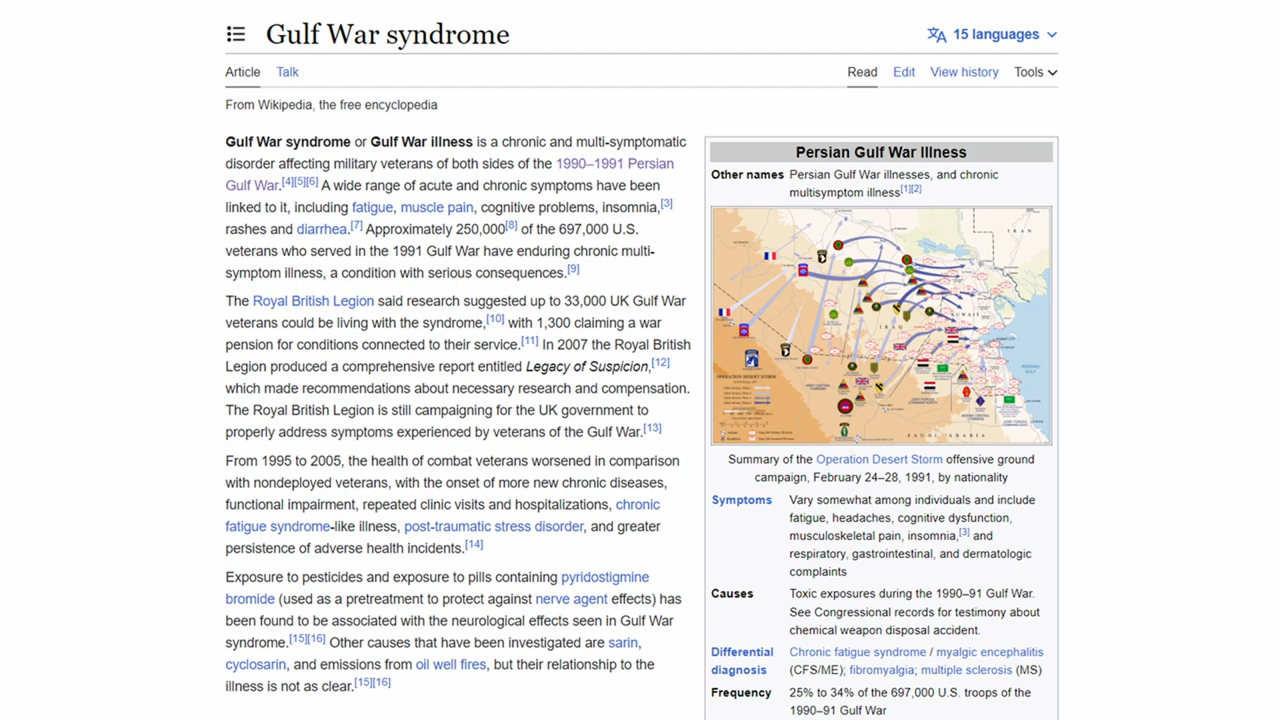 Gulf War syndrome
15 languages
Article Talk
Read Edit View history Tools
From Wikipedia, the free encyclopedia
Gulf War syndrome or Gulf War illness is a chronic and multi-symptomatic
disorder affecting military veterans of both sides of the 1990–1991 Persian
Gulf War.[4][5][6] A wide range of acute and chronic symptoms have been
linked to it, including fatigue, muscle pain, cognitive problems, insomnia,[3]
rashes and diarrhea.[7] Approximately 250,000[8] of the 697,000 U.S.
veterans who served in the 1991 Gulf War have enduring chronic multi-
symptom illness, a condition with serious consequences.[9]
The Royal British Legion said research suggested up to 33,000 UK Gulf War
veterans could be living with the syndrome,[10] with 1,300 claiming a war
pension for conditions connected to their service.[11] In 2007 the Royal British
Legion produced a comprehensive report entitled Legacy of Suspicion,[12]
which made recommendations about necessary research and compensation.
The Royal British Legion is still campaigning for the UK government to
properly address symptoms experienced by veterans of the Gulf War.[13]
From 1995 to 2005, the health of combat veterans worsened in comparison
with nondeployed veterans, with the onset of more new chronic diseases,
functional impairment, repeated clinic visits and hospitalizations, chronic
fatigue syndrome-like illness, post-traumatic stress disorder, and greater
persistence of adverse health incidents.[14]
Exposure to pesticides and exposure to pills containing pyridostigmine
bromide (used as a pretreatment to protect against nerve agent effects) has
been found to be associated with the neurological effects seen in Gulf War
syndrome.[15][16] Other causes that have been investigated are sarin,
cyclosarin, and emissions from oil well fires, but their relationship to the
illness is not as clear.[15][16]
Persian Gulf War Illness
Other names Persian Gulf War illnesses, and chronic
multisymptom illness[1][2]
IRAN
IRAQ
KUWAIT
OPERATION DESERT STORM
SAUDI ARABIA
Summary of the Operation Desert Storm offensive ground
campaign, February 24–28, 1991, by nationality
Symptoms Vary somewhat among individuals and include
fatigue, headaches, cognitive dysfunction,
musculoskeletal pain, insomnia,[3] and
respiratory, gastrointestinal, and dermatologic
complaints
Causes Toxic exposures during the 1990–91 Gulf War.
See Congressional records for testimony about
chemical weapon disposal accident.
Differential Chronic fatigue syndrome / myalgic encephalitis
diagnosis (CFS/ME); fibromyalgia; multiple sclerosis (MS)
Frequency 25% to 34% of the 697,000 U.S. troops of the
1990–91 Gulf War